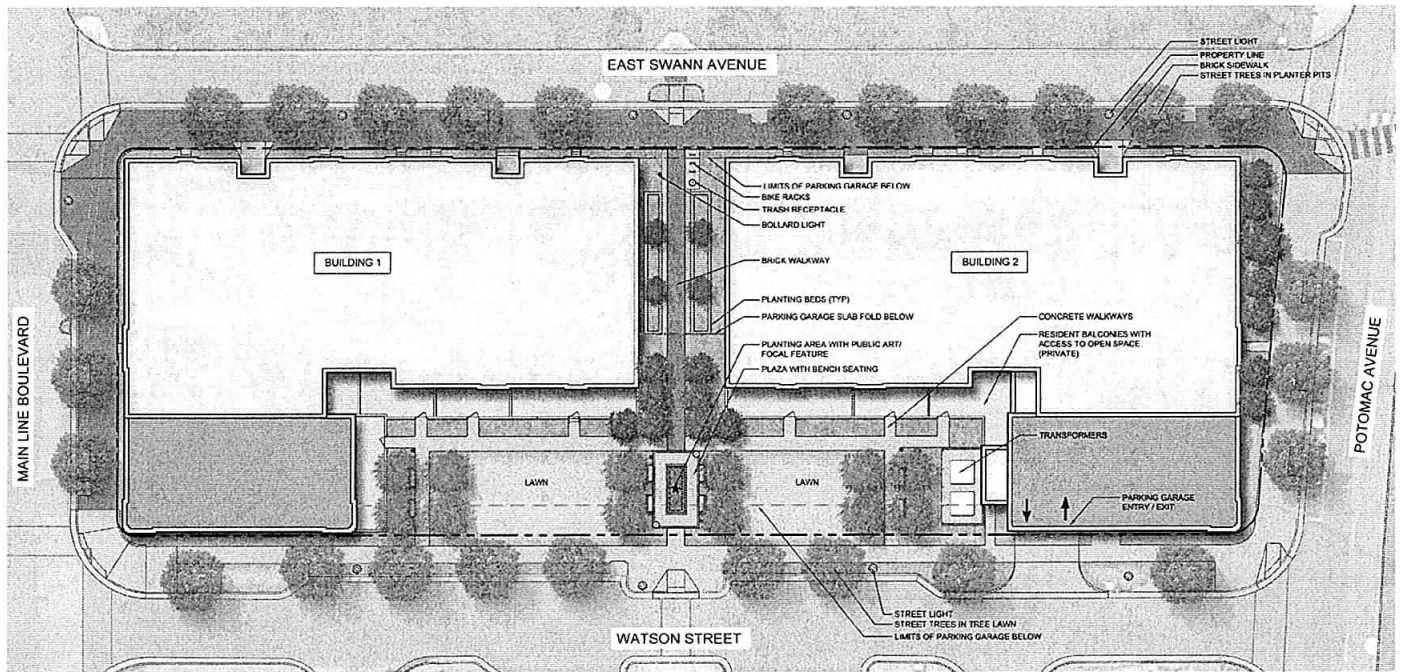 EAST SWANN AVENUE
STREET LIGHT
PROPERTY LINE
BRICK SIDEWALK
STREET TREES IN PLANTER PITS
LIMITS OF PARKING GARAGE BELOW
BIKE RACKS
TRASH RECEPTACLE
BOLLARD LIGHT
BUILDING 1
BRICK WALKWAY
BUILDING 2
PLANTING BEDS (TYP)
PARKING GARAGE SLAB FOLD BELOW
PLANTING AREA WITH PUBLIC ART/
FOCAL FEATURE
PLAZA WITH BENCH SEATING
CONCRETE WALKWAYS
RESIDENT BALCONIES WITH
ACCESS TO OPEN SPACE
(PRIVATE)
MAIN LINE BOULEVARD
POTOMAC AVENUE
TRANSFORMERS
LAWN
LAWN
PARKING GARAGE
ENTRY / EXIT
STREET LIGHT
STREET TREES IN TREE LAWN
LIMITS OF PARKING GARAGE BELOW
WATSON STREET